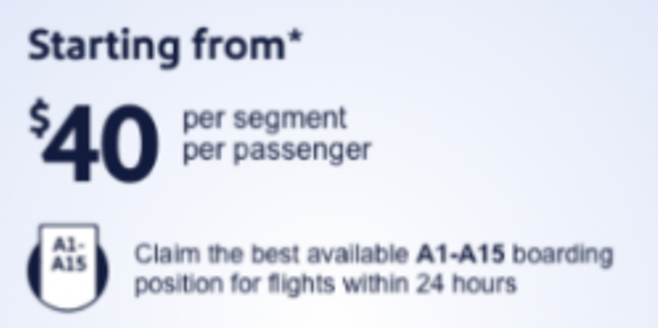 Starting from*
$40 per segment
per passenger
A1-
A15
Claim the best available A1-A15 boarding
position for flights within 24 hours